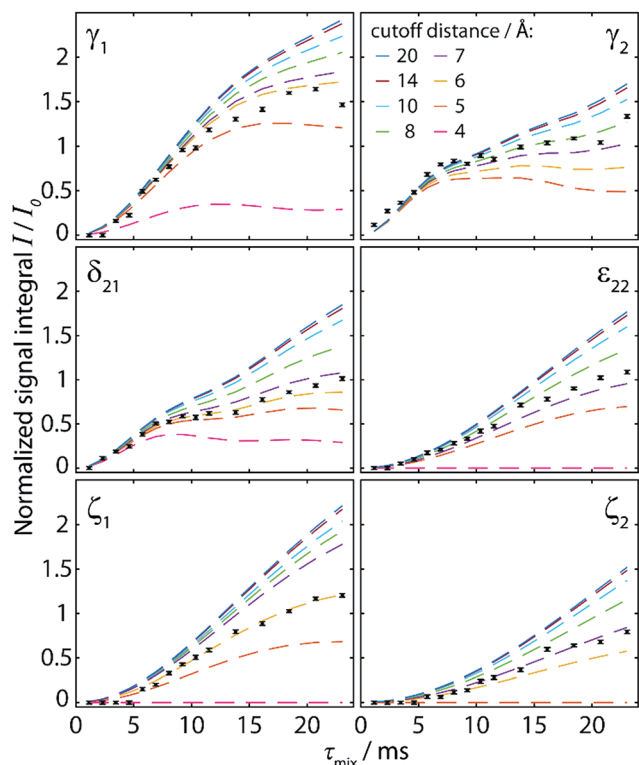 γ1
γ2
cutoff distance / Å:
20 7
14 6
10 5
8 4
2
1.5
1
0.5
0
δ21
ε22
2
1.5
1
0.5
0
ζ1
ζ2
2
1.5
1
0.5
0
Normalized signal integral I / I0
0 5 10 15 20 0 5 10 15 20
τmix / ms